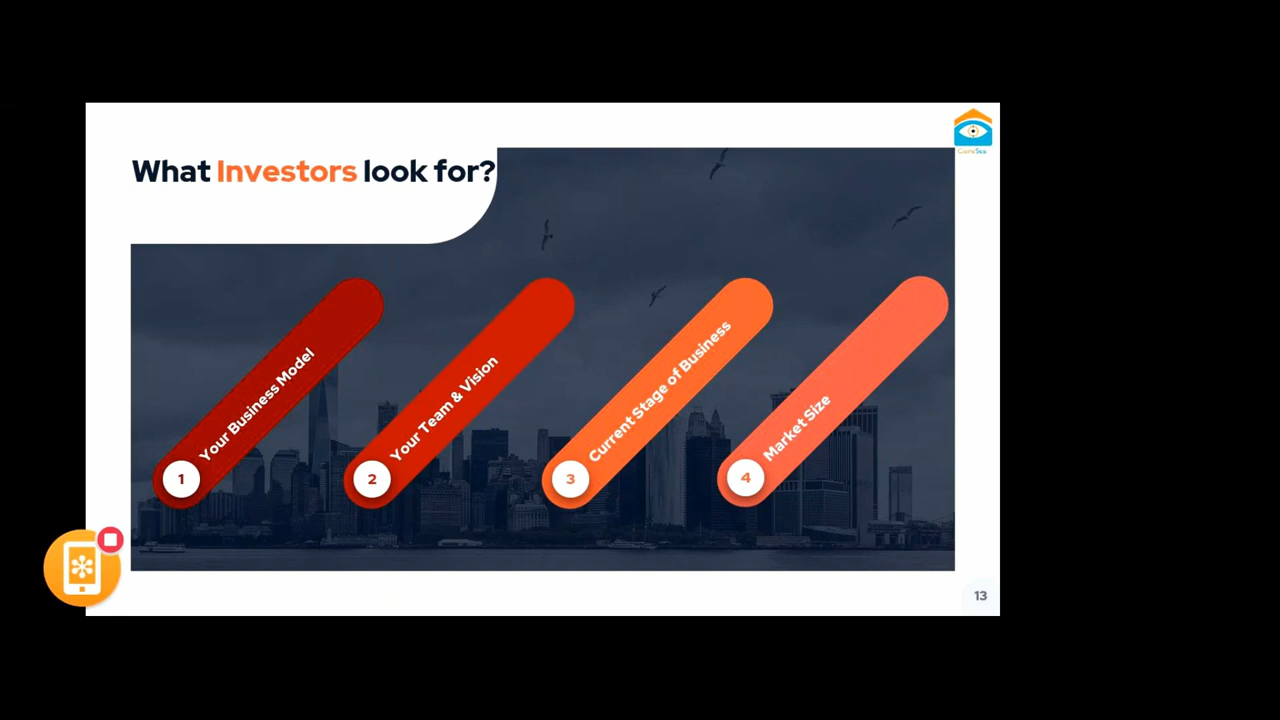 What Investors look for?
1
Your Business Model
2
Your Team & Vision
3
Current Stage of Business
4
Market Size
13